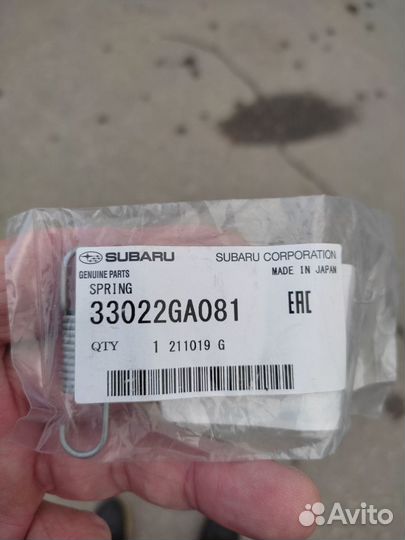 SUBARU
SUBARU CORPORATION
GENUINE PARTS
MADE IN JAPAN
SPRING
33022GA081
EAC
QTY 1 211019 G
Avito